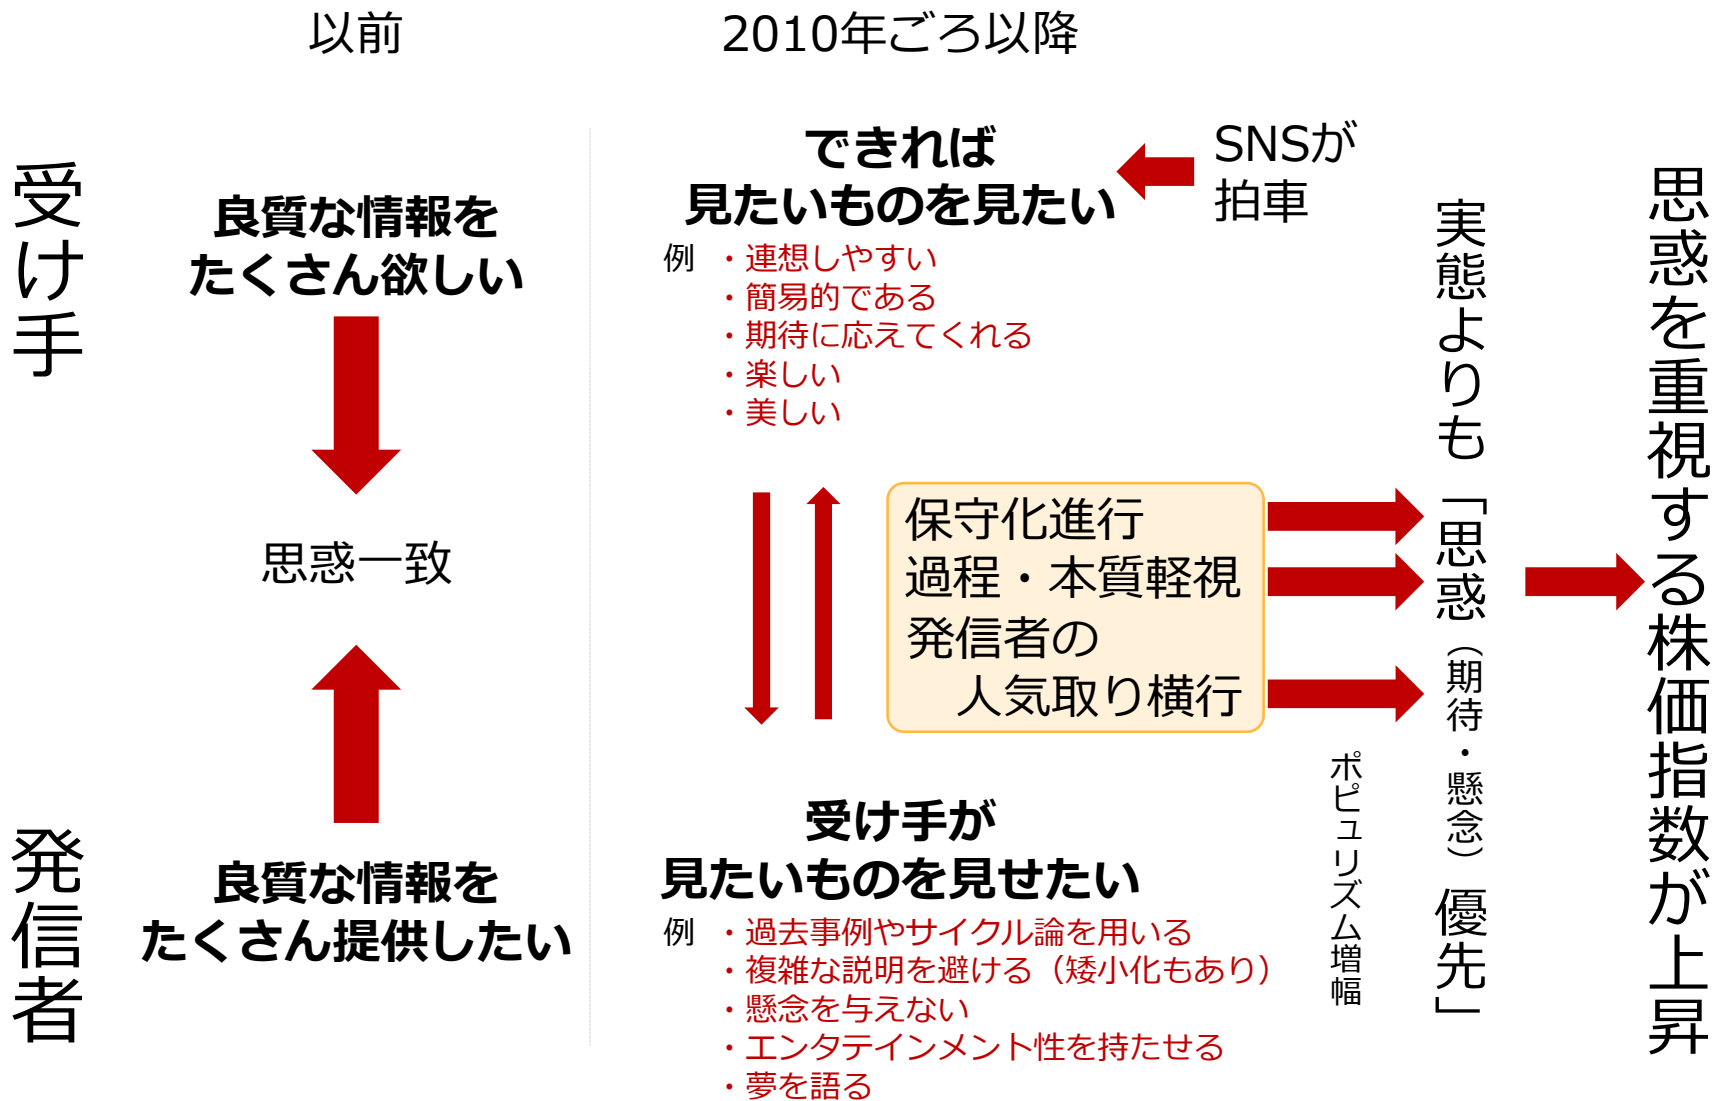 以前
2010年ごろ以降
受け手
良質な情報を
たくさん欲しい
思惑一致
発信者
良質な情報を
たくさん提供したい
できれば
見たいものを見たい
SNSが
拍車
例 ・連想しやすい
・簡易的である
・期待に応えてくれる
・楽しい
・美しい
保守化進行
過程・本質軽視
発信者の
人気取り横行
受け手が
見たいものを見せたい
例 ・過去事例やサイクル論を用いる
・複雑な説明を避ける（矮小化もあり）
・懸念を与えない
・エンタテインメント性を持たせる
・夢を語る
ポピュリズム増幅
実態よりも「思惑（期待・懸念）優先」
思惑を重視する株価指数が上昇